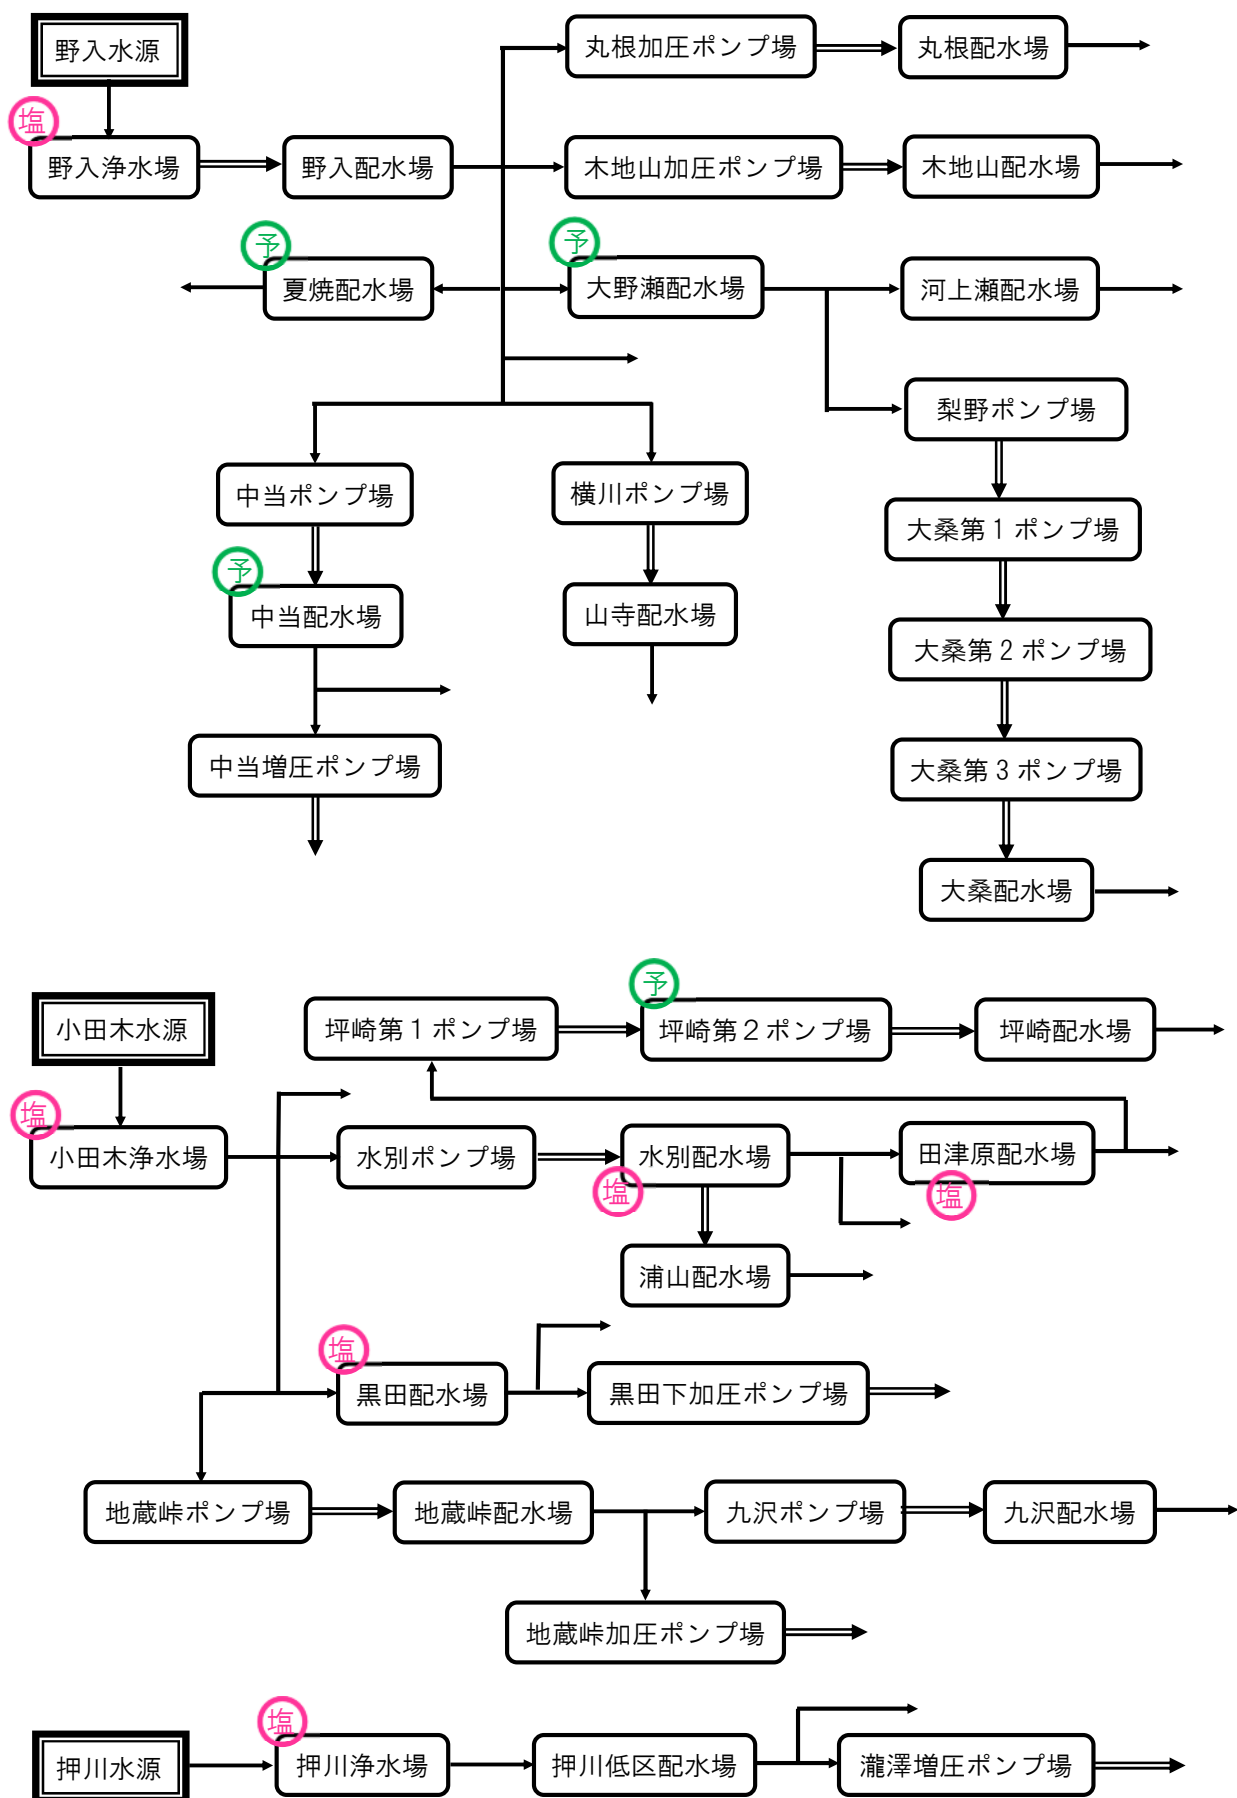 野入水源
丸根加圧ポンプ場
丸根配水場
塩
野入浄水場
野入配水場
木地山加圧ポンプ場
木地山配水場
予
夏焼配水場
予
大野瀬配水場
河上瀬配水場
梨野ポンプ場
中当ポンプ場
横川ポンプ場
大桑第1ポンプ場
予
中当配水場
山寺配水場
大桑第2ポンプ場
中当増圧ポンプ場
大桑第3ポンプ場
大桑配水場
小田木水源
坪崎第1ポンプ場
予
坪崎第2ポンプ場
坪崎配水場
塩
小田木浄水場
水別ポンプ場
水別配水場
塩
田津原配水場
塩
浦山配水場
塩
黒田配水場
黒田下加圧ポンプ場
地蔵峠ポンプ場
地蔵峠配水場
九沢ポンプ場
九沢配水場
地蔵峠加圧ポンプ場
押川水源
塩
押川浄水場
押川低区配水場
瀧澤増圧ポンプ場